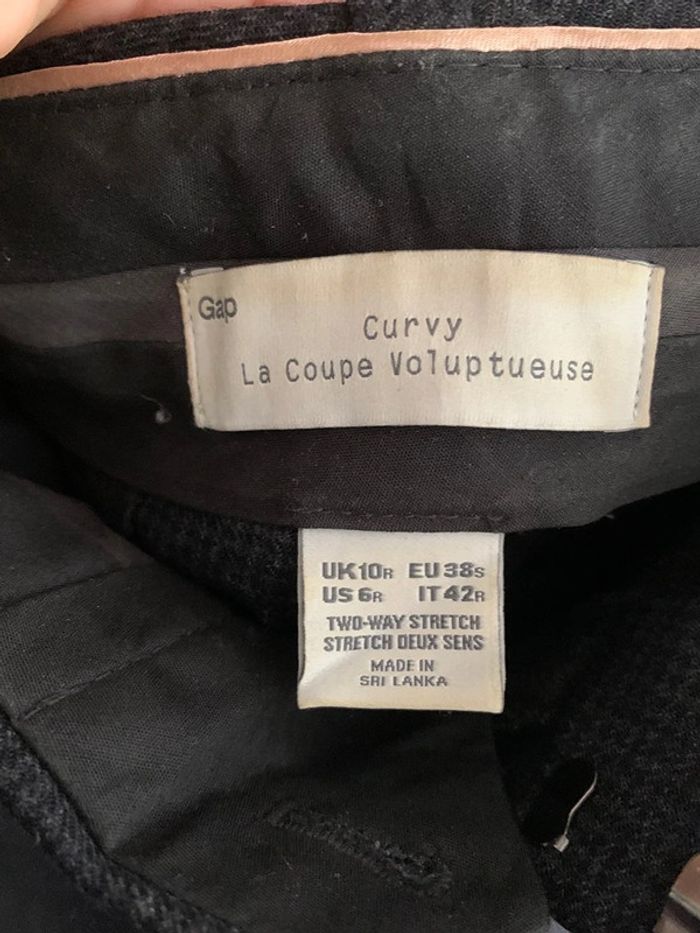 Gap
Curvy
La Coupe Voluptueuse
UK10R EU38S
US6R IT42R
TWO-WAY STRETCH
STRETCH DEUX SENS
MADE IN
SRI LANKA